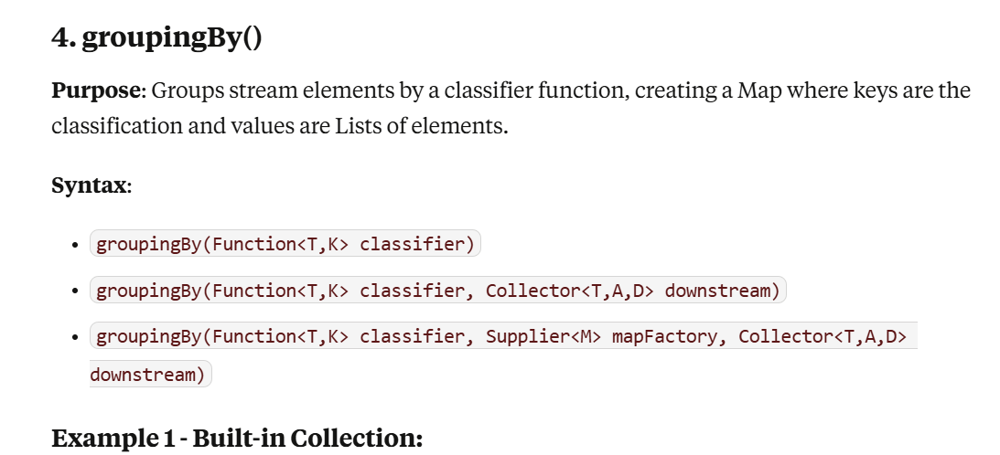 4. groupingBy()
Purpose: Groups stream elements by a classifier function, creating a Map where keys are the
classification and values are Lists of elements.
Syntax:
• groupingBy(Function<T,K> classifier)
• groupingBy(Function<T,K> classifier, Collector<T,A,D> downstream)
• groupingBy(Function<T,K> classifier, Supplier<M> mapFactory, Collector<T,A,D>
downstream)
Example 1 - Built-in Collection: